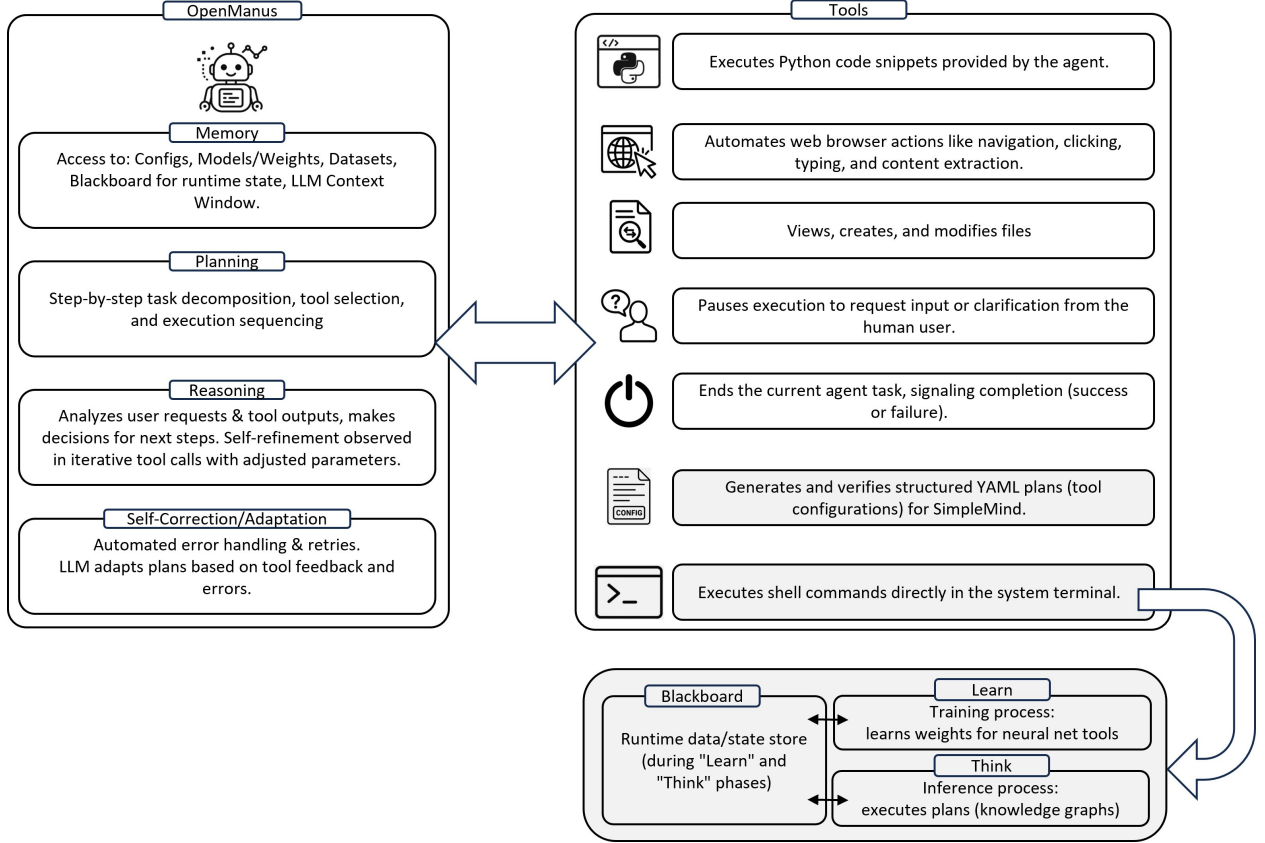 OpenManus
Memory
Access to: Configs, Models/Weights, Datasets,
Blackboard for runtime state, LLM Context
Window.
Planning
Step-by-step task decomposition, tool selection,
and execution sequencing
Reasoning
Analyzes user requests & tool outputs, makes
decisions for next steps. Self-refinement observed
in iterative tool calls with adjusted parameters.
Self-Correction/Adaptation
Automated error handling & retries.
LLM adapts plans based on tool feedback and
errors.
Tools
</>
Executes Python code snippets provided by the agent.
Automates web browser actions like navigation, clicking,
typing, and content extraction.
Views, creates, and modifies files
?
Pauses execution to request input or clarification from the
human user.
Ends the current agent task, signaling completion (success
or failure).
CONFIG
Generates and verifies structured YAML plans (tool
configurations) for SimpleMind.
>_
Executes shell commands directly in the system terminal.
Blackboard
Runtime data/state store
(during "Learn" and
"Think" phases)
Learn
Training process:
learns weights for neural net tools
Think
Inference process:
executes plans (knowledge graphs)